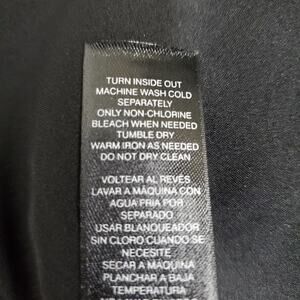 TURN INSIDE OUT
MACHINE WASH COLD
SEPARATELY
ONLY NON-CHLORINE
BLEACH WHEN NEEDED
TUMBLE DRY
WARM IRON AS NEEDED
DO NOT DRY CLEAN
VOLTEAR AL REVES
LAVAR A MÁQUINA CON
AGUA FRIA POR
SEPARADO
USAR BLANQUEADOR
SIN CLORO CUANDO SE
NECESITE
SECAR A MÁQUINA
PLANCHAR A BAJA
TEMPERATURA